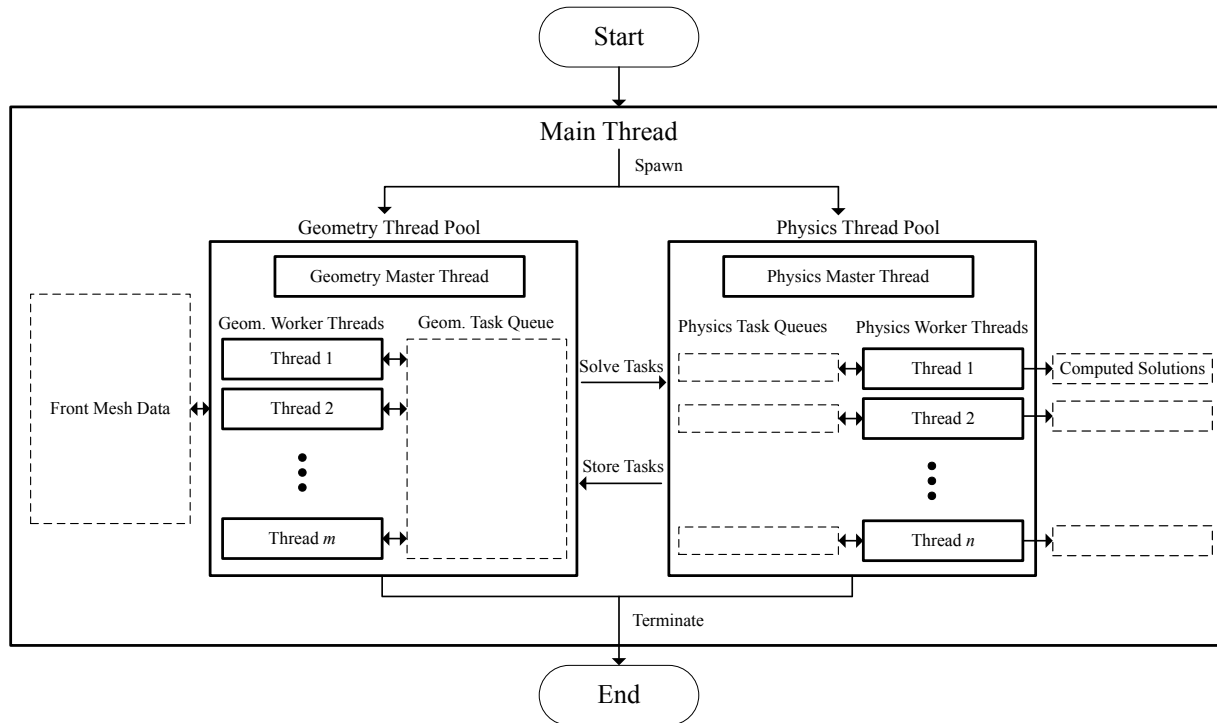 Start
Main Thread
Spawn
Geometry Thread Pool
Physics Thread Pool
Geometry Master Thread
Physics Master Thread
Geom. Worker Threads
Geom. Task Queue
Physics Task Queues
Physics Worker Threads
Thread 1
Solve Tasks
Thread 1
Computed Solutions
Front Mesh Data
Thread 2
Thread 2
Store Tasks
Thread m
Thread n
Terminate
End